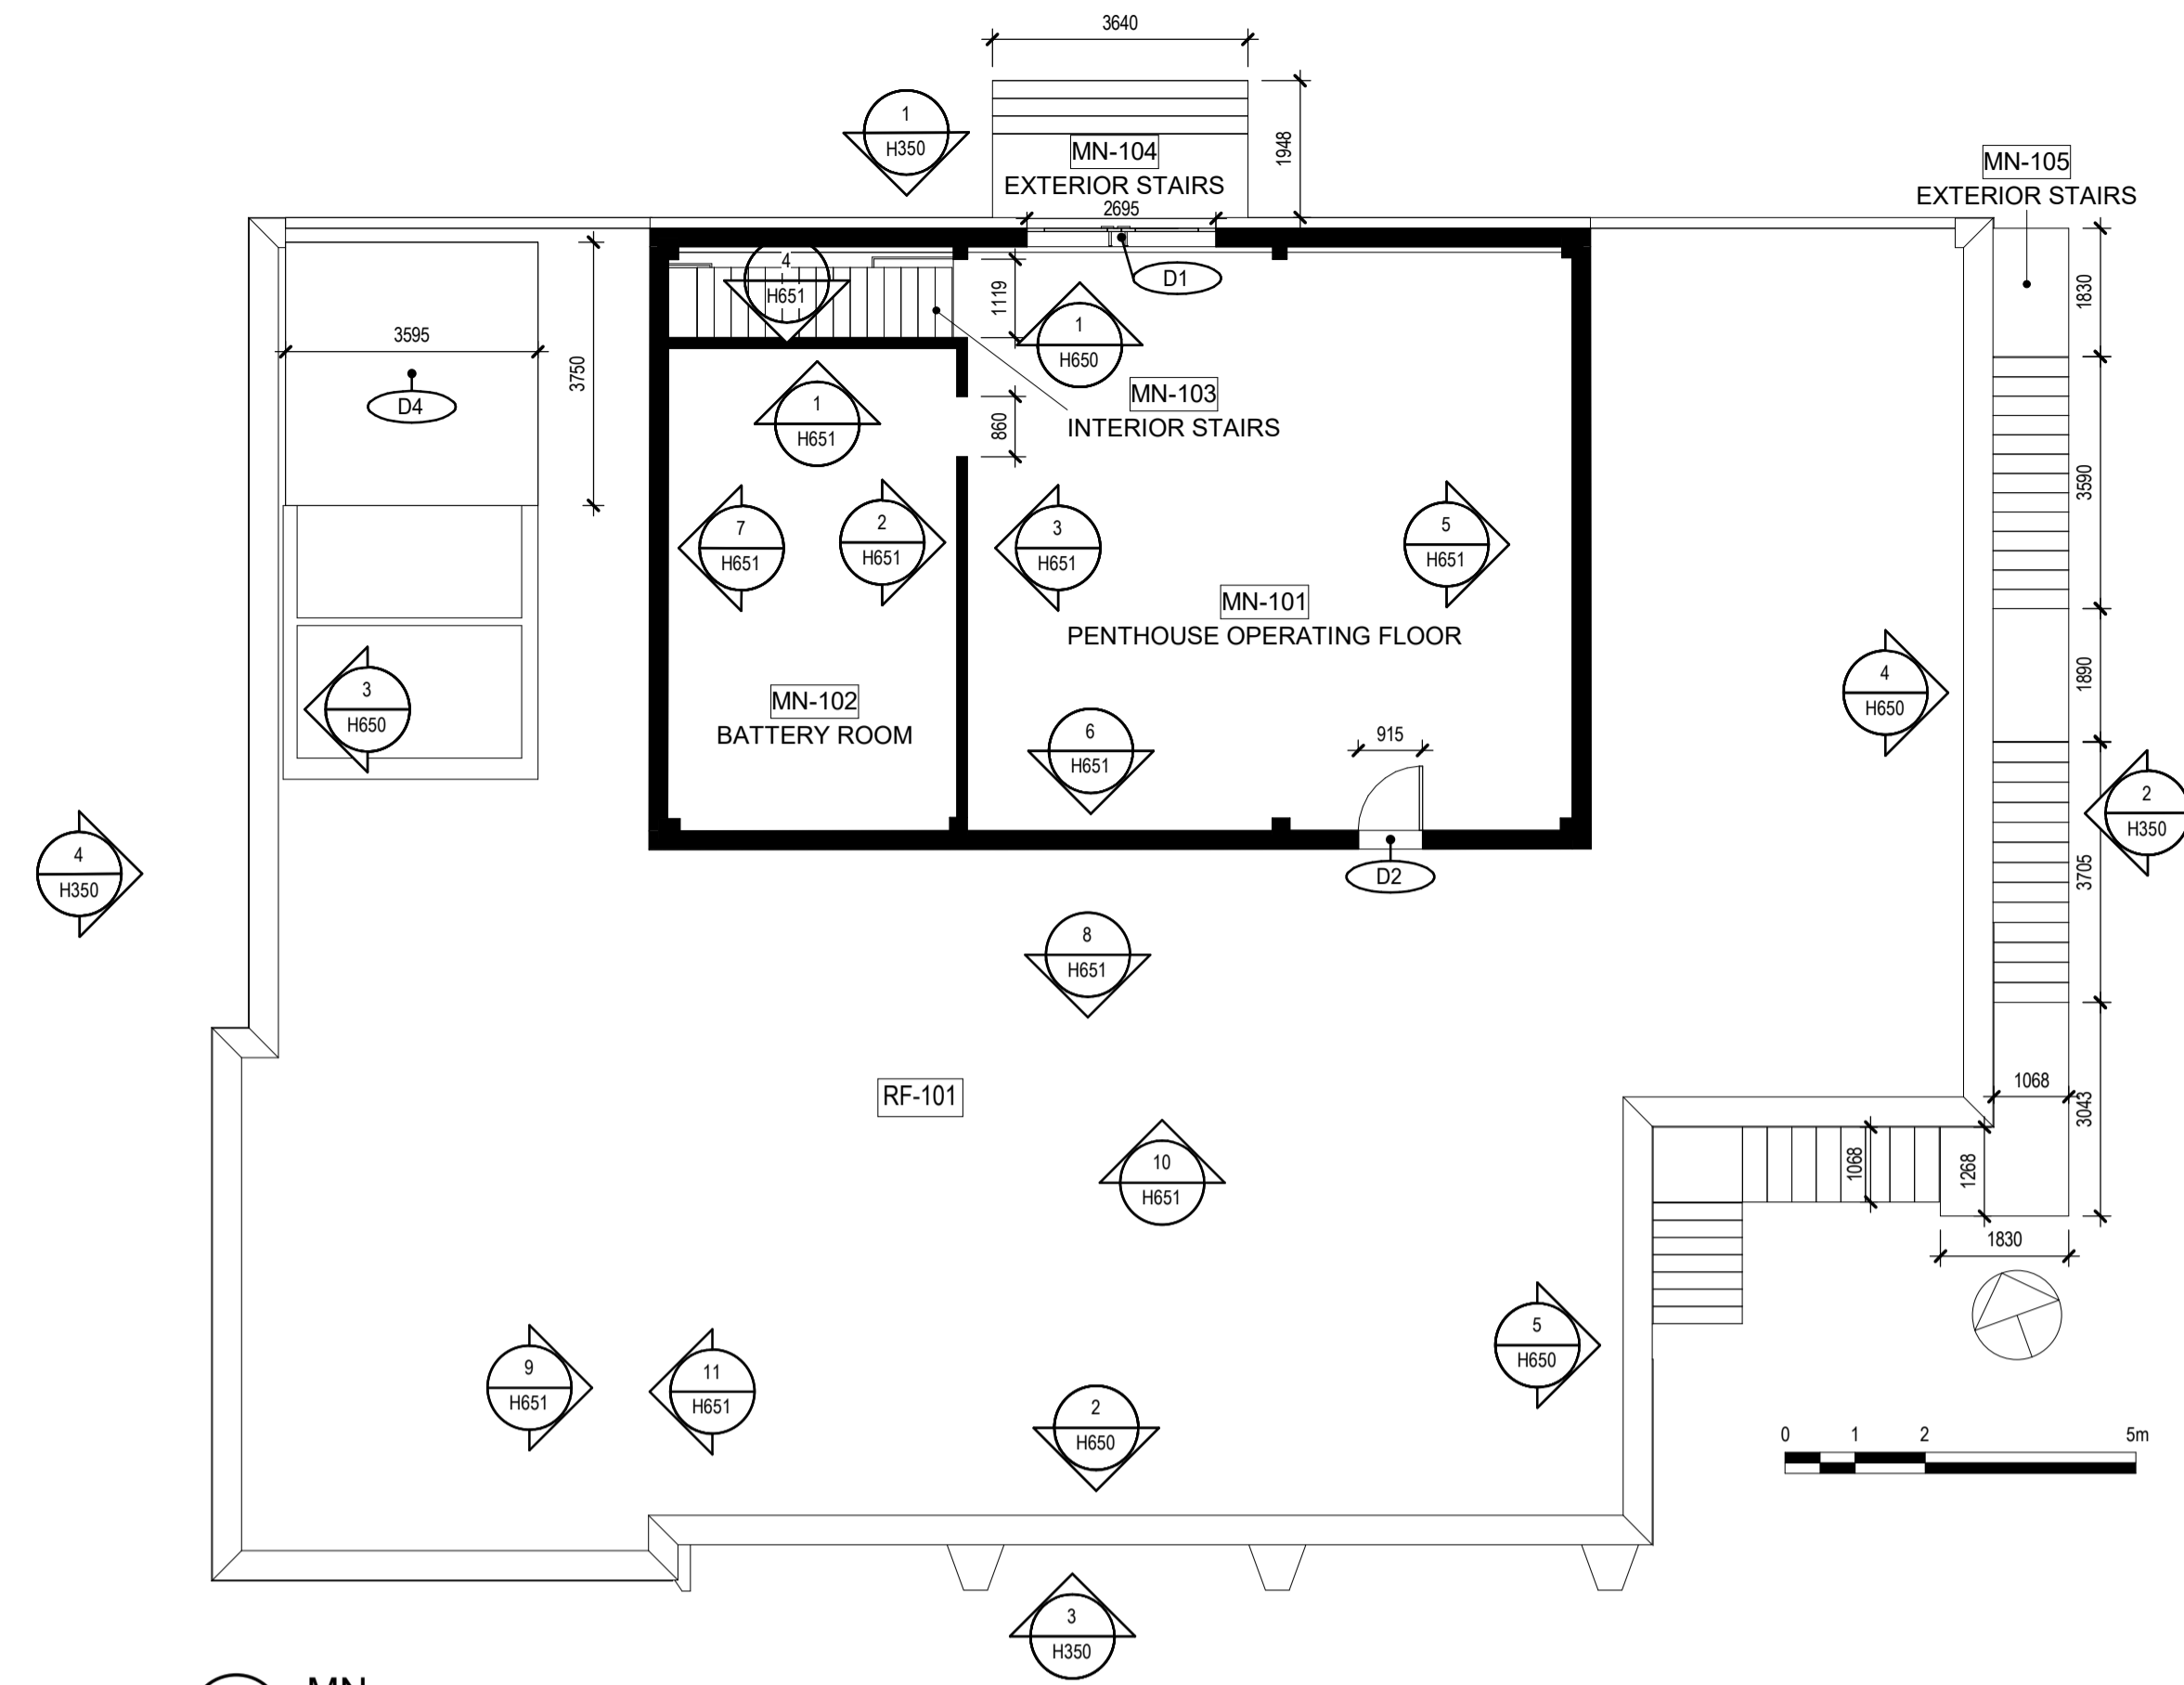 3640
1
H350
MN-104
EXTERIOR STAIRS
1948
2695
MN-105
EXTERIOR STAIRS
D1
4
H651
1119
1
H650
1830
3595
3750
D4
MN-103
INTERIOR STAIRS
1
H651
860
3590
7
H651
2
H651
3
H651
5
H651
MN-101
PENTHOUSE OPERATING FLOOR
3
H650
MN-102
BATTERY ROOM
6
H651
915
4
H650
1890
2
H350
4
H350
D2
3705
8
H651
RF-101
1068
3043
10
H651
1068
1268
1830
9
H651
11
H651
2
H650
5
H650
0 1 2 5m
3
H350
MN